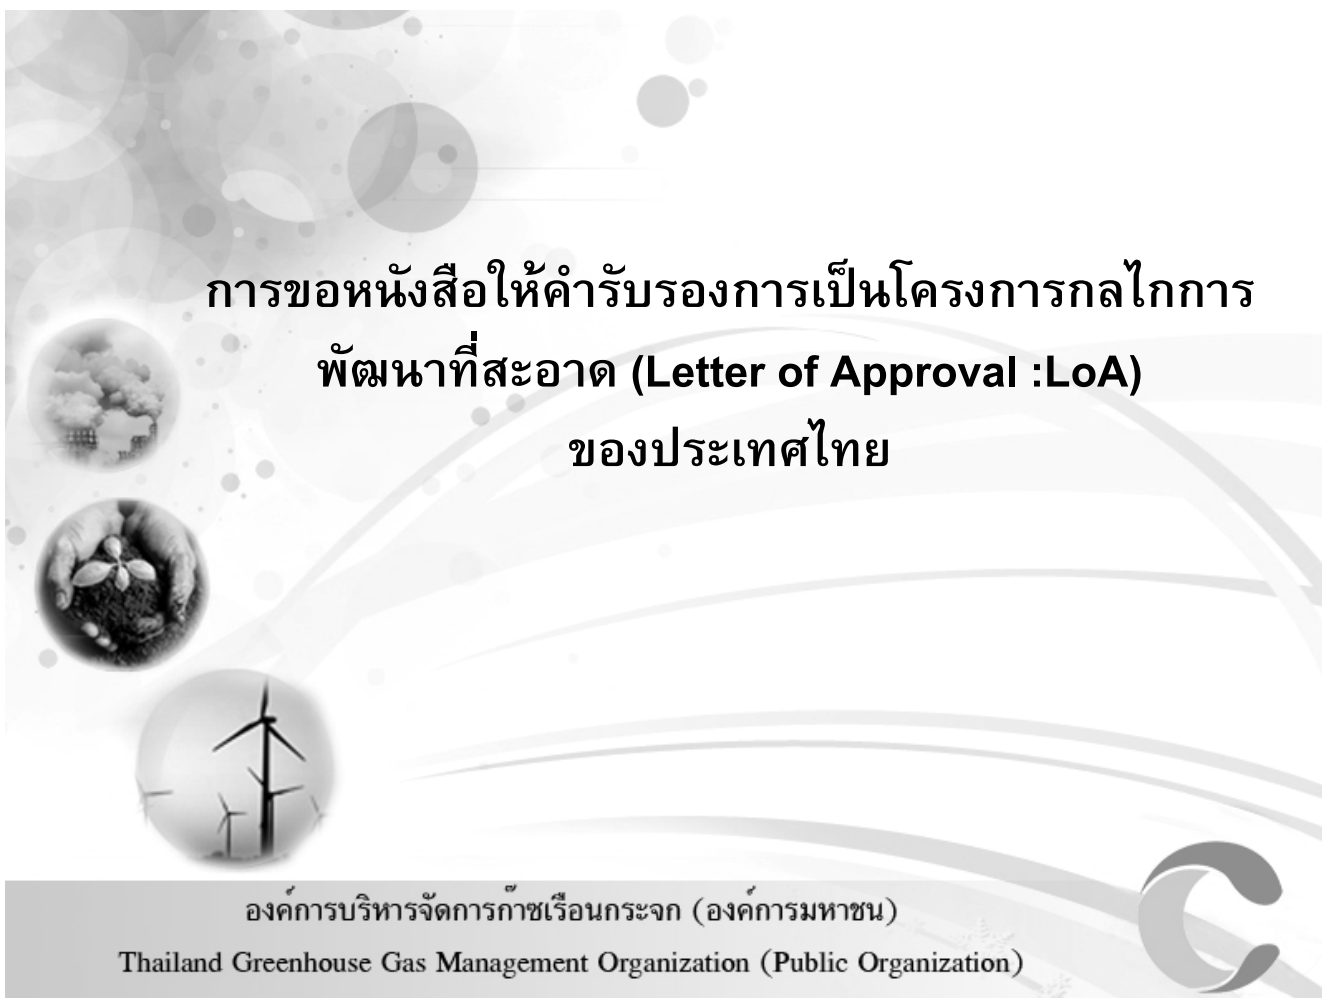 การขอหนังสือให้คำรับรองการเป็นโครงการกลไกการ
พัฒนาที่สะอาด (Letter of Approval :LoA)
ของประเทศไทย
องค์การบริหารจัดการก๊าซเรือนกระจก (องค์การมหาชน)
Thailand Greenhouse Gas Management Organization (Public Organization)